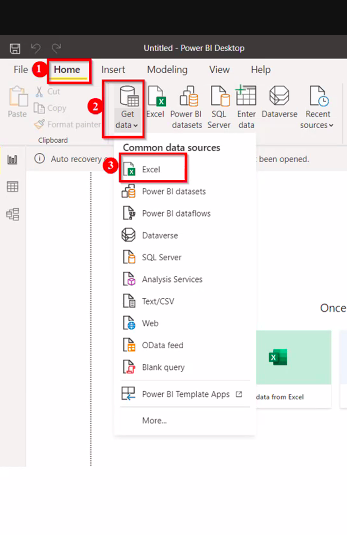 Untitled - Power BI Desktop
File 1 Home Insert Modeling View Help
Paste
Cut
Copy
Format painter
Clipboard
2
Get data
Excel
Power BI datasets
SQL Server
Enter data
Dataverse
Recent sources
Auto recovery
been opened.
Common data sources
3 Excel
Power BI datasets
Power BI dataflows
Dataverse
SQL Server
Analysis Services
Text/CSV
Web
OData feed
Blank query
Power BI Template Apps
More...
Once
data from Excel